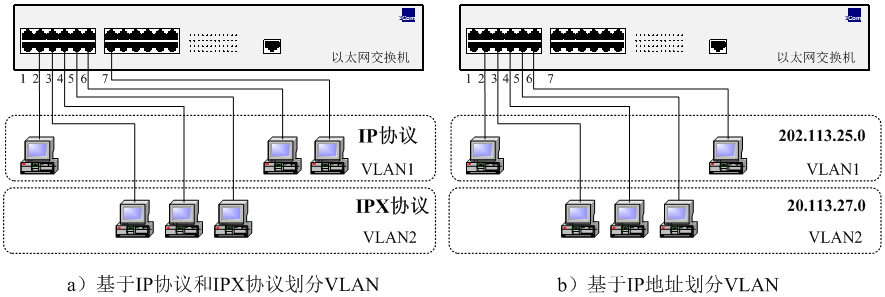 3Com
以太网交换机
1 2 3 4 5 6 7
IP协议
VLAN1
IPX协议
VLAN2
a）基于IP协议和IPX协议划分VLAN
3Com
以太网交换机
1 2 3 4 5 6 7
202.113.25.0
VLAN1
20.113.27.0
VLAN2
b）基于IP地址划分VLAN